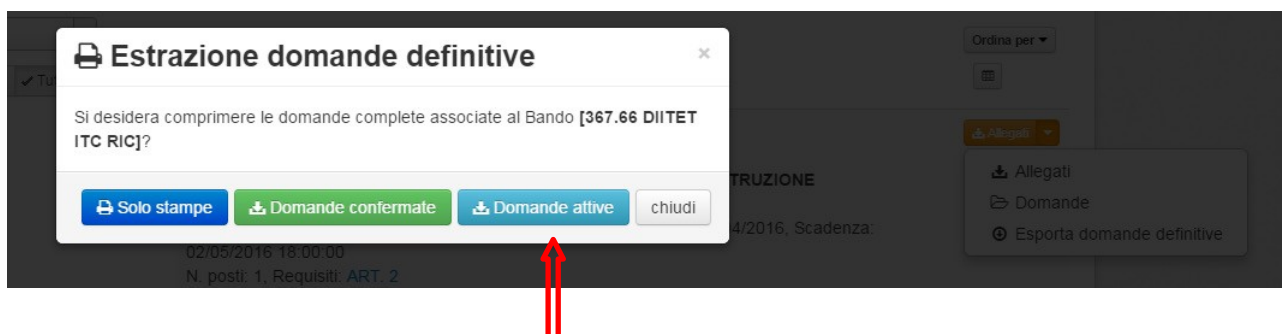 Estrazione domande definitive ×
Ordina per
✓ Tu
Si desidera comprimere le domande complete associate al Bando [367.66 DIITET
ITC RIC]?
Allegati
Solo stampe Domande confermate Domande attive chiudi
TRUZIONE
Allegati
Domande
Esporta domande definitive
4/2016, Scadenza:
02/05/2016 18:00:00
N. posti: 1, Requisiti: ART. 2